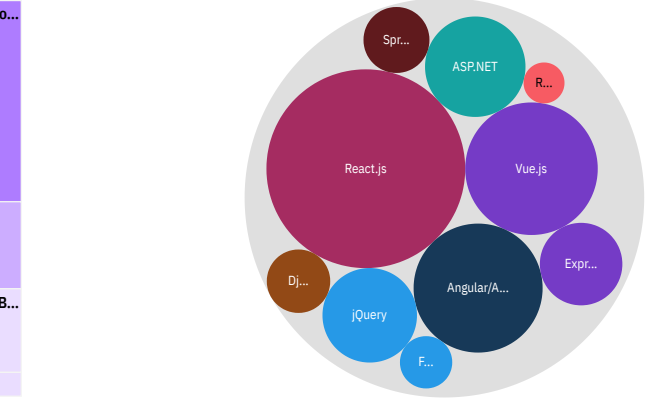 o...
B...
Spr...
ASP.NET
R...
React.js
Vue.js
Expr...
Dj...
Angular/A...
jQuery
F...